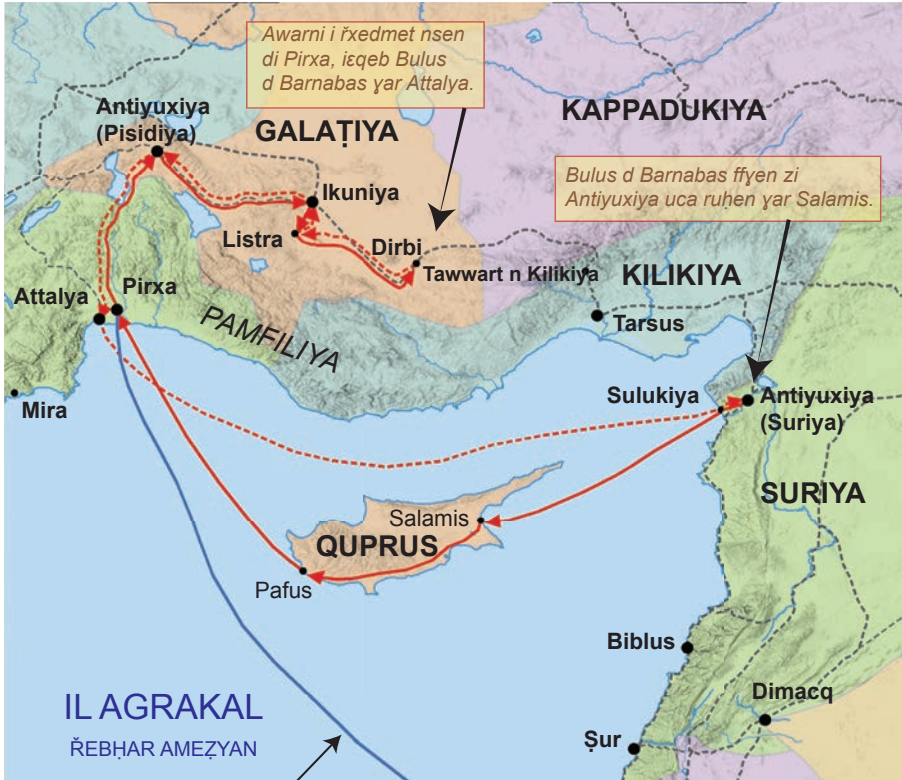 Awarni i řxedmet nsen
di Pirxa, iɛqeb Bulus
d Barnabas ɣar Attalya.
Antiyuxiya
(Pisidiya)
GALAṬIYA
KAPPADUKIYA
Bulus d Barnabas ffɣen zi
Antiyuxiya uca ruhen ɣar Salamis.
Ikuniya
Listra
Dirbi
Tawwart n Kilikiya
KILIKIYA
Attalya
Pirxa
PAMFILIYA
Tarsus
Mira
Sulukiya
Antiyuxiya
(Suriya)
SURIYA
Salamis
QUPRUS
Pafus
Biblus
IL AGRAKAL
ŘEBḤAR AMEẒYAN
Dimacq
Ṣur